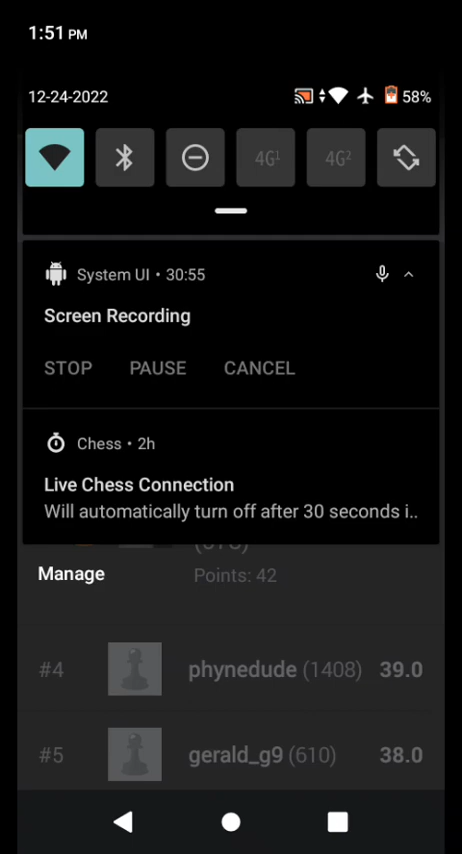 1:51 PM
12-24-2022 58%
4G1 4G2
System UI • 30:55
Screen Recording
STOP PAUSE CANCEL
Chess • 2h
Live Chess Connection
Will automatically turn off after 30 seconds i..
Manage
Points: 42
#4 phynedude (1408) 39.0
#5 gerald_g9 (610) 38.0